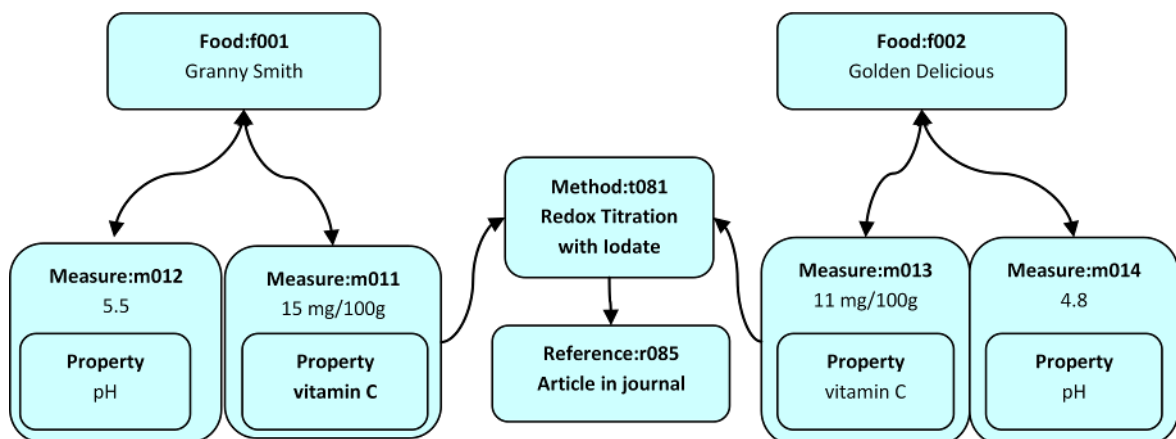 Food:f001
Granny Smith
Food:f002
Golden Delicious
Method:t081
Redox Titration
with Iodate
Measure:m012
5.5
Property
pH
Measure:m011
15 mg/100g
Property
vitamin C
Reference:r085
Article in journal
Measure:m013
11 mg/100g
Property
vitamin C
Measure:m014
4.8
Property
pH